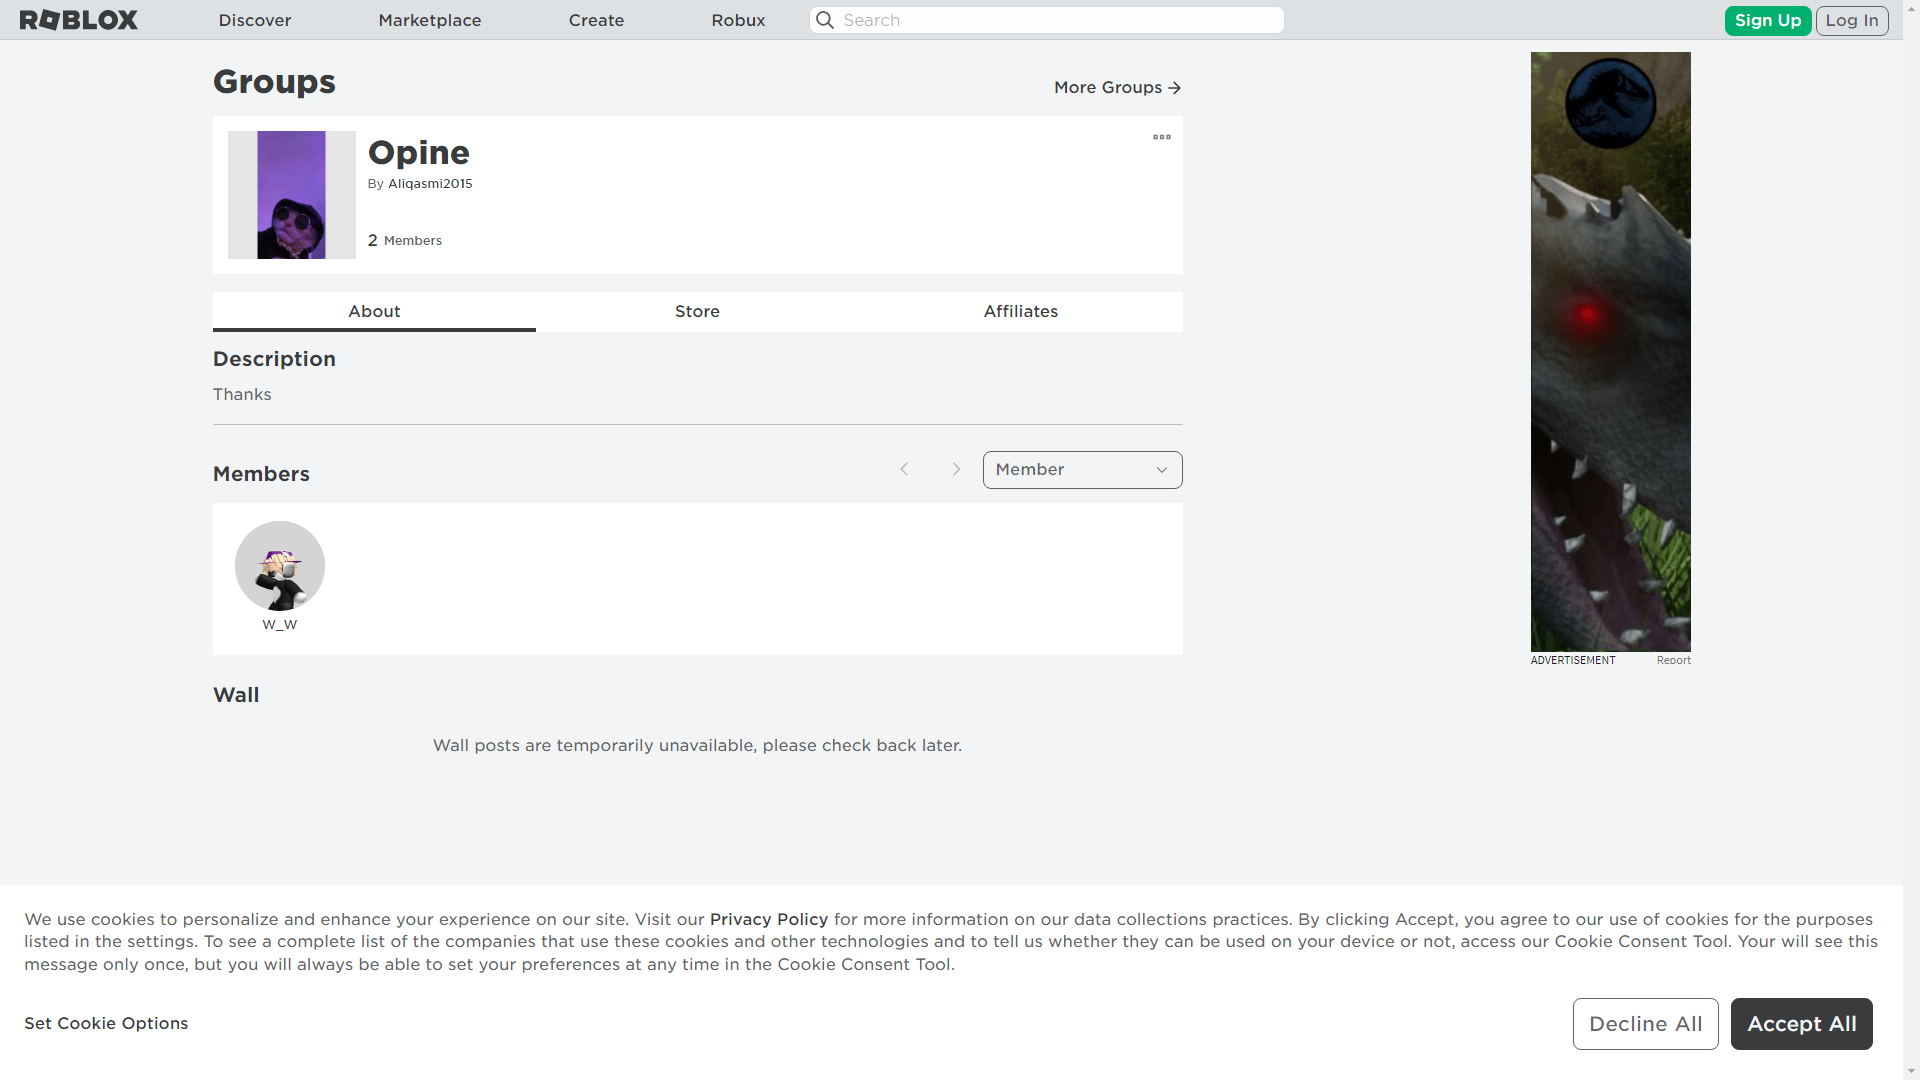 ROBLOX
Discover
Marketplace
Create
Robux
Search
Sign Up
Log In
Groups
More Groups
Opine
By Aliqasmi2015
2 Members
About
Store
Affiliates
Description
Thanks
Members
Member
W_W
Wall
Wall posts are temporarily unavailable, please check back later.
ADVERTISEMENT
Report
We use cookies to personalize and enhance your experience on our site. Visit our Privacy Policy for more information on our data collections practices. By clicking Accept, you agree to our use of cookies for the purposes
listed in the settings. To see a complete list of the companies that use these cookies and other technologies and to tell us whether they can be used on your device or not, access our Cookie Consent Tool. Your will see this
message only once, but you will always be able to set your preferences at any time in the Cookie Consent Tool.
Set Cookie Options
Decline All
Accept All